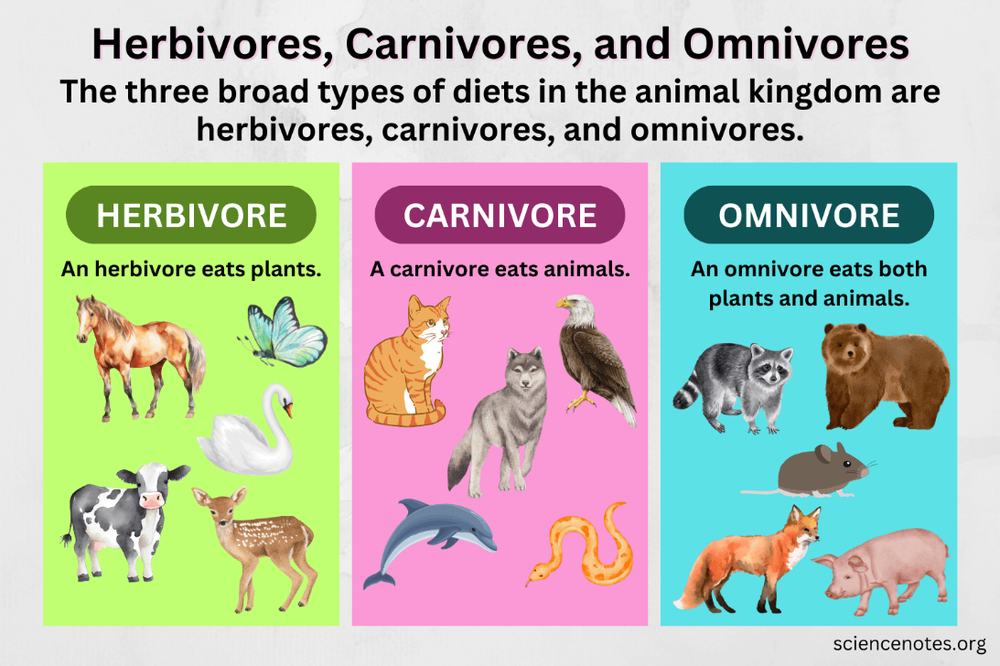 Herbivores, Carnivores, and Omnivores
The three broad types of diets in the animal kingdom are
herbivores, carnivores, and omnivores.
HERBIVORE
An herbivore eats plants.
CARNIVORE
A carnivore eats animals.
OMNIVORE
An omnivore eats both
plants and animals.
sciencenotes.org